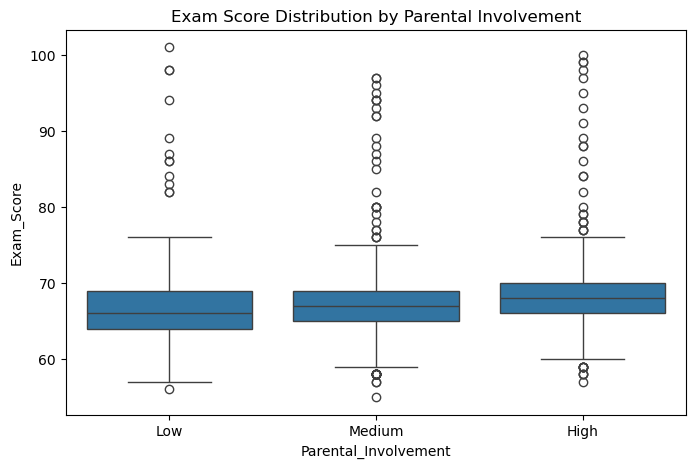 Exam Score Distribution by Parental Involvement
100
90
80
70
60
Exam_Score
Low
Medium
High
Parental_Involvement